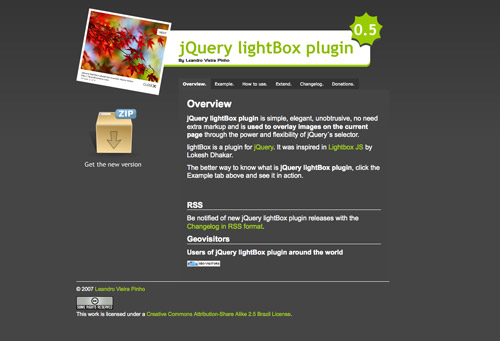 jQuery lightBox plugin
0.5
By Leandro Vieira Pinho
Overview. Example. How to use. Extend. Changelog. Donations.
ZIP
Get the new version
Overview
jQuery lightBox plugin is simple, elegant, unobtrusive, no need
extra markup and is used to overlay images on the current
page through the power and flexibility of jQuery´s selector.
lightBox is a plugin for jQuery. It was inspired in Lightbox JS by
Lokesh Dhakar.
The better way to know what is jQuery lightBox plugin, click the
Example tab above and see it in action.
RSS
Be notified of new jQuery lightBox plugin releases with the
Changelog in RSS format.
Geovisitors
Users of jQuery lightBox plugin around the world
© 2007 Leandro Vieira Pinho
SOME RIGHTS RESERVED
This work is licensed under a Creative Commons Attribution-Share Alike 2.5 Brazil License.